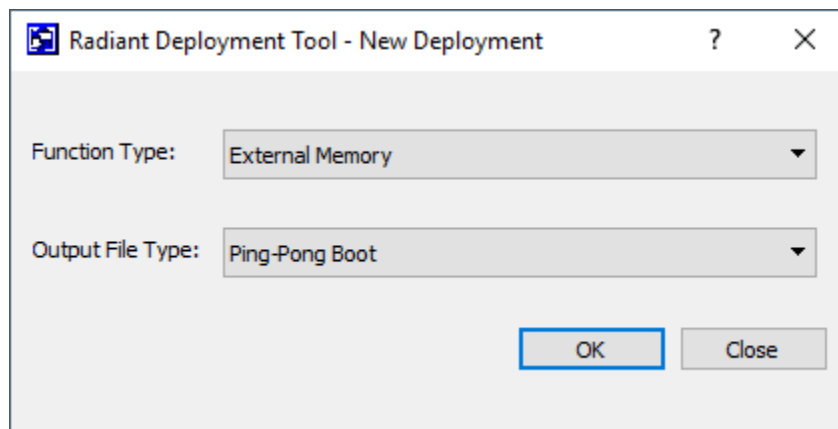 Radiant Deployment Tool - New Deployment ?
Function Type: External Memory
Output File Type: Ping-Pong Boot
OK Close